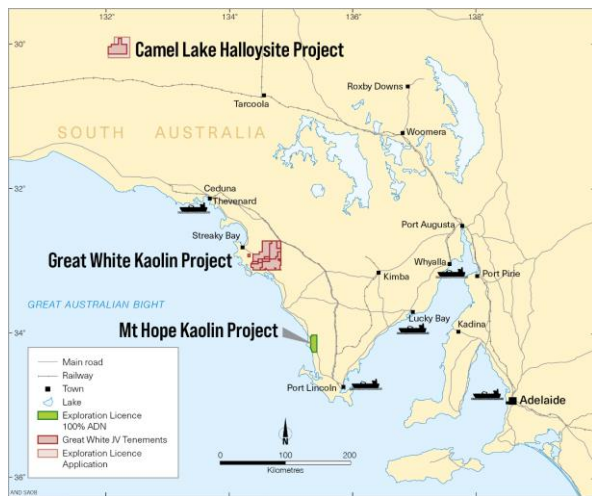 132°
134°
136°
138°
30°
Camel Lake Halloysite Project
Roxby Downs
Tarcoola
Woomera
SOUTH AUSTRALIA
32°
Ceduna
Thevenard
Port Augusta
Streaky Bay
Great White Kaolin Project
Whyalla
Kimba
Port Pirie
GREAT AUSTRALIAN BIGHT
Lucky Bay
Kadina
Mt Hope Kaolin Project
34°
Main road
Railway
Town
Lake
Exploration Licence
100% ADN
Great White JV Tenements
Exploration Licence
Application
Port Lincoln
Adelaide
N
0 100 200
Kilometres
36°